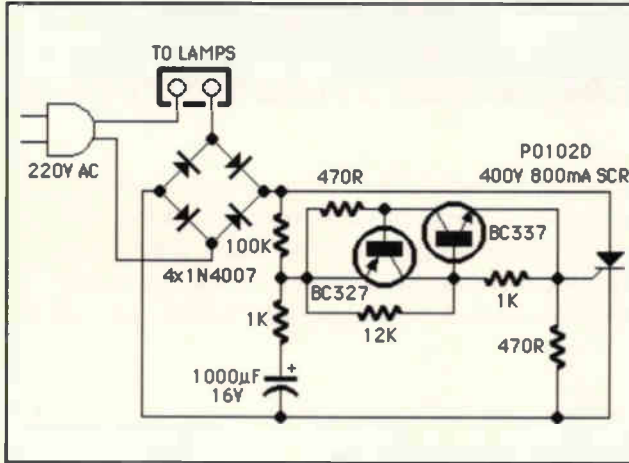 TO LAMPS
220V AC
P0102D
400V 800mA SCR
470R
BC337
100K
4x1N4007
BC327
1K
1K
12K
470R
1000µF
16V
+